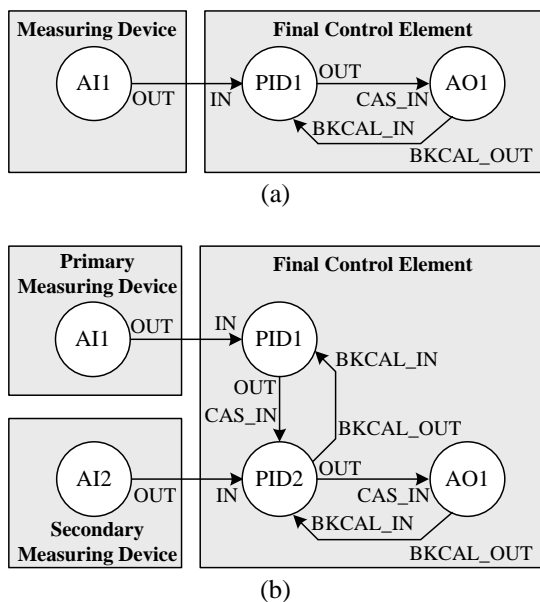 Measuring Device
Final Control Element
AI1
OUT
IN
PID1
OUT
CAS_IN
AO1
BKCAL_IN
BKCAL_OUT
(a)
Primary
Measuring Device
Final Control Element
AI1
OUT
IN
PID1
BKCAL_IN
OUT
CAS_IN
BKCAL_OUT
AI2
OUT
IN
PID2
OUT
CAS_IN
AO1
BKCAL_IN
BKCAL_OUT
Secondary
Measuring Device
(b)